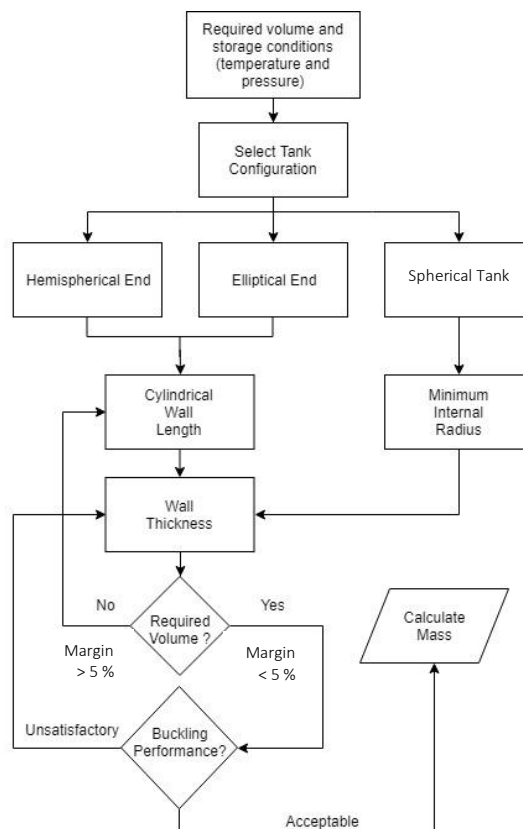 Required volume and
storage conditions
(temperature and
pressure)
Select Tank
Configuration
Hemispherical End
Elliptical End
Spherical Tank
Cylindrical
Wall
Length
Minimum
Internal
Radius
Wall
Thickness
No
Yes
Required
Volume ?
Margin
> 5 %
Margin
< 5 %
Calculate
Mass
Unsatisfactory
Buckling
Performance?
Acceptable